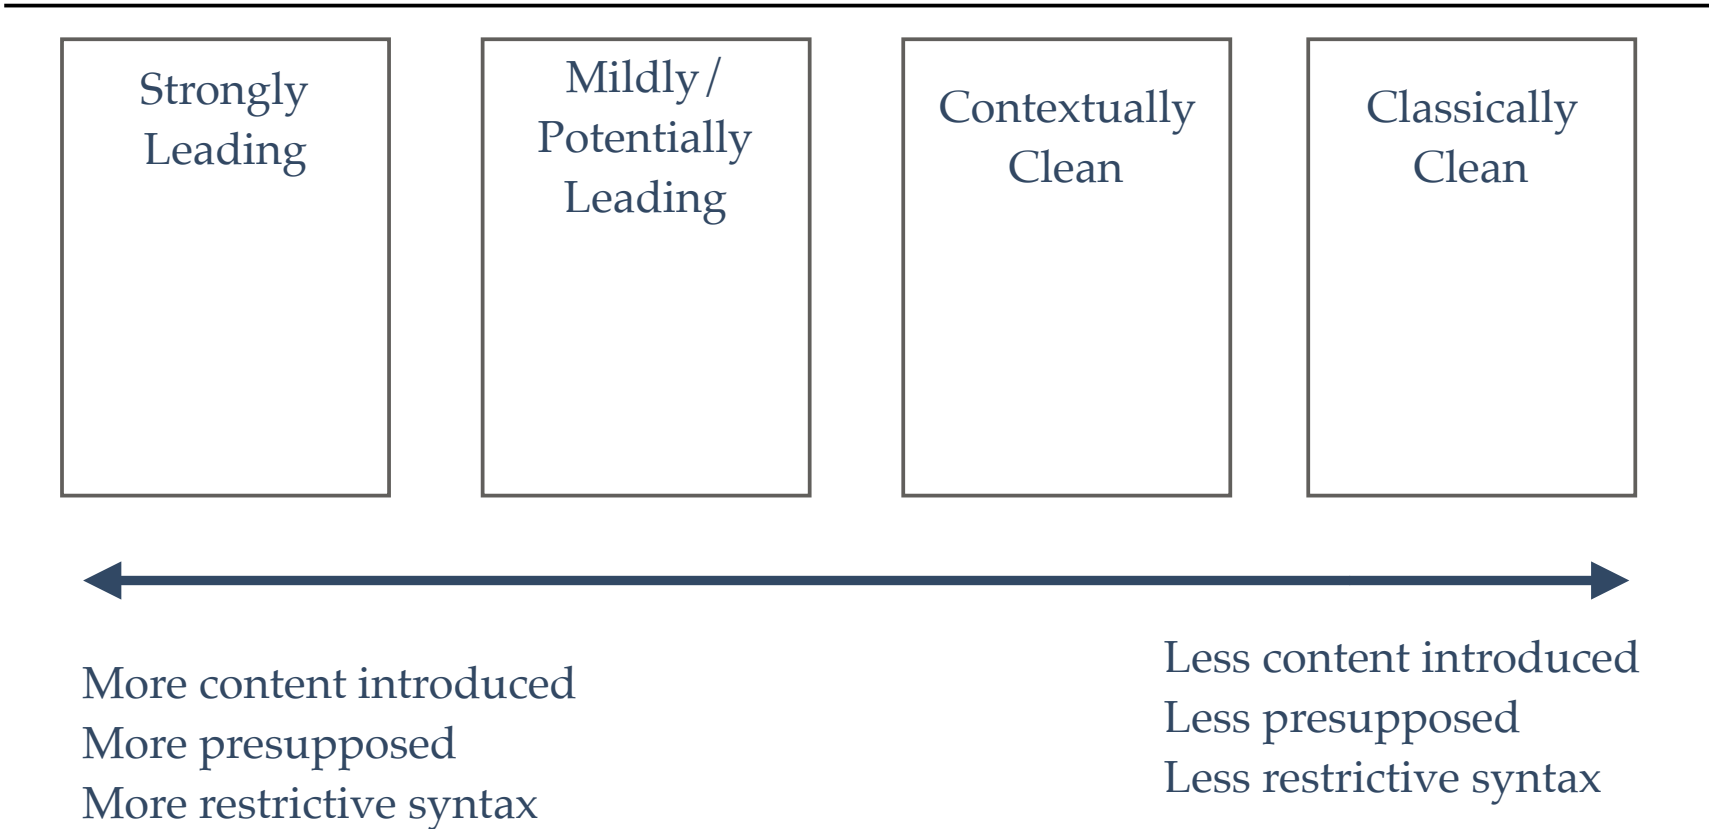 Strongly
Leading
Mildly/
Potentially
Leading
Contextually
Clean
Classically
Clean
More content introduced
More presupposed
More restrictive syntax
Less content introduced
Less presupposed
Less restrictive syntax